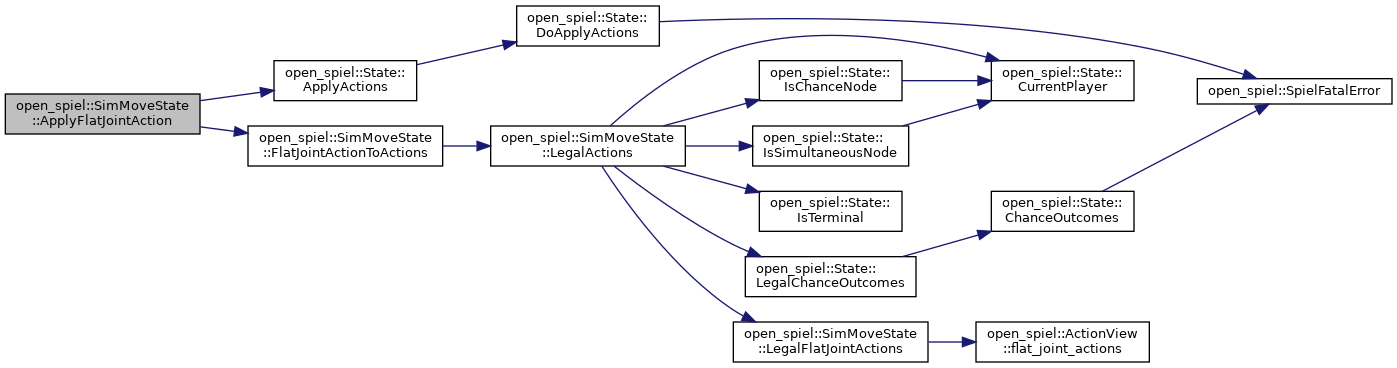 open_spiel::SimMoveState
::ApplyFlatJointAction
open_spiel::State::
ApplyActions
open_spiel::State::
DoApplyActions
open_spiel::SimMoveState
::FlatJointActionToActions
open_spiel::SimMoveState
::LegalActions
open_spiel::State::
IsChanceNode
open_spiel::State::
IsSimultaneousNode
open_spiel::State::
IsTerminal
open_spiel::State::
LegalChanceOutcomes
open_spiel::SimMoveState
::LegalFlatJointActions
open_spiel::State::
CurrentPlayer
open_spiel::State::
ChanceOutcomes
open_spiel::ActionView
::flat_joint_actions
open_spiel::SpielFatalError